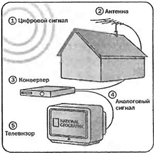 1 Цифровой сигнал
2 Антенна
3 Конвертер
4 Аналоговый
сигнал
5 Телевизор
NATIONAL
GEOGRAPHIC